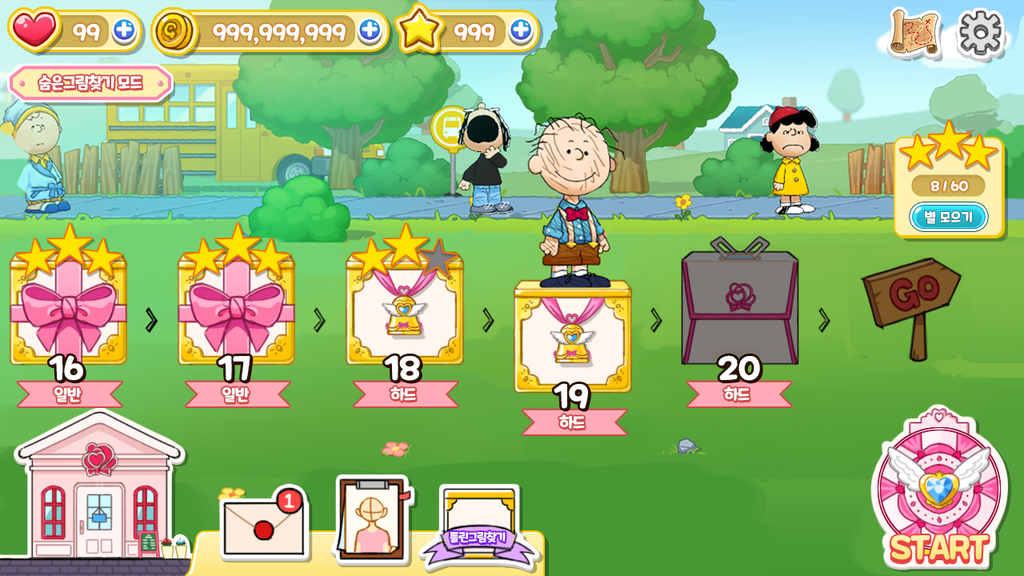 99
999,999,999
999
숨은그림찾기 모드
8/60
별 모으기
16
일반
17
일반
18
하드
19
하드
20
하드
GO
1
틀린그림찾기
START